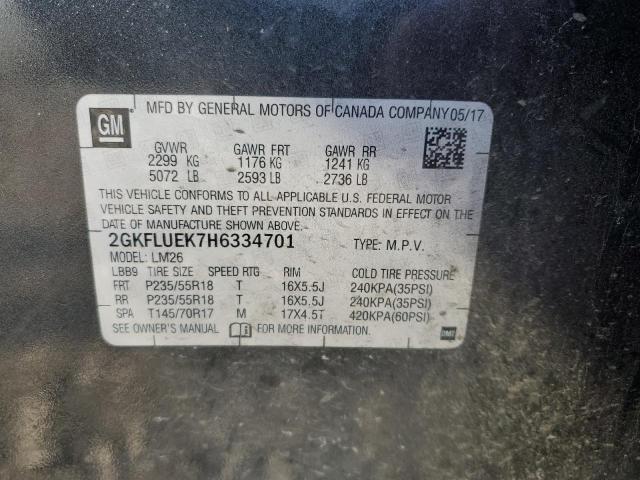 GM
MFD BY GENERAL MOTORS OF CANADA COMPANY 05/17
GVWR GAWR FRT GAWR RR
2299 KG 1176 KG 1241 KG
5072 LB 2593 LB 2736 LB
THIS VEHICLE CONFORMS TO ALL APPLICABLE U.S. FEDERAL MOTOR
VEHICLE SAFETY AND THEFT PREVENTION STANDARDS IN EFFECT ON THE
DATE OF MANUFACTURE SHOWN ABOVE.
2GKFLUEK7H6334701 TYPE: M.P.V.
MODEL: LM26
LBB9 TIRE SIZE SPEED RTG RIM COLD TIRE PRESSURE
FRT P235/55R18 T 16X5.5J 240KPA(35PSI)
RR P235/55R18 T 16X5.5J 240KPA(35PSI)
SPA T145/70R17 M 17X4.5T 420KPA(60PSI)
SEE OWNER'S MANUAL FOR MORE INFORMATION.